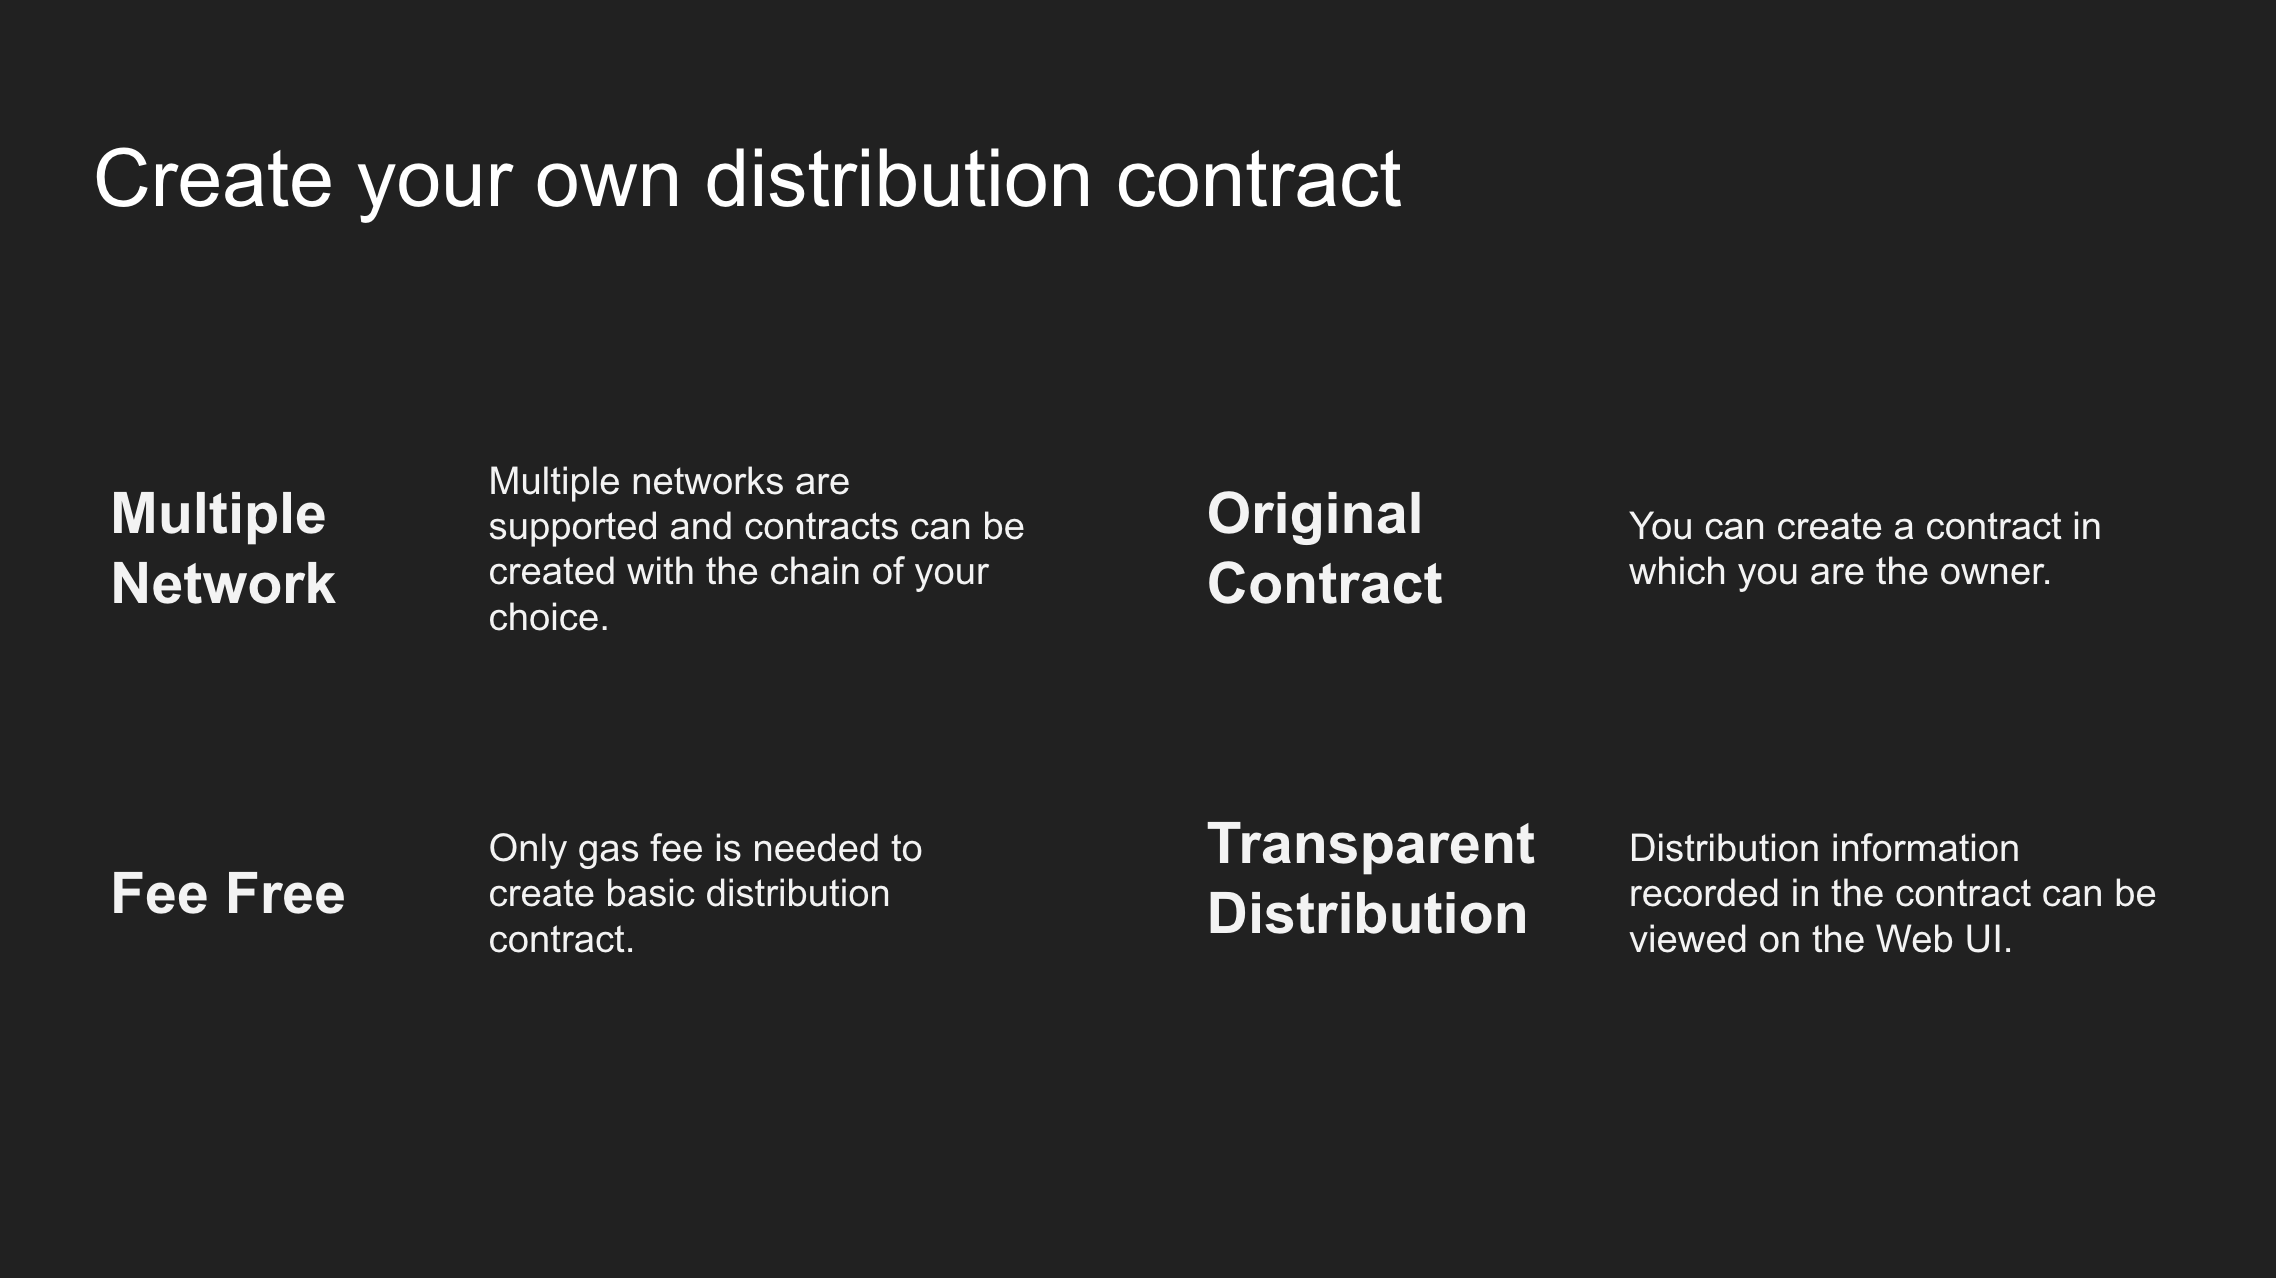 Create your own distribution contract
Multiple
Network
Multiple networks are
supported and contracts can be
created with the chain of your
choice.
Original
Contract
You can create a contract in
which you are the owner.
Fee Free
Only gas fee is needed to
create basic distribution
contract.
Transparent
Distribution
Distribution information
recorded in the contract can be
viewed on the Web UI.